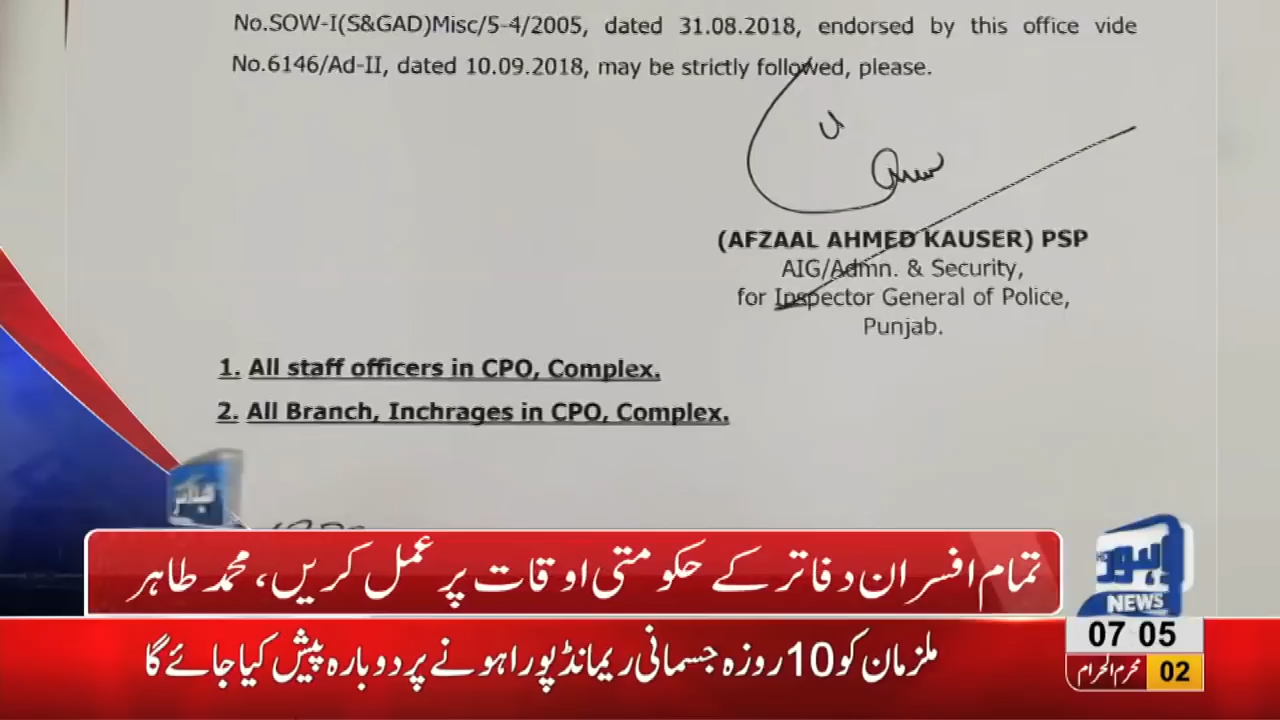 No.SOW-I(S&GAD)Misc/5-4/2005, dated 31.08.2018, endorsed by this office vide
No.6146/Ad-II, dated 10.09.2018, may be strictly followed, please.
(AFZAAL AHMED KAUSER) PSP
AIG/Admn. & Security,
for Inspector General of Police,
Punjab.
1. All staff officers in CPO, Complex.
2. All Branch, Inchrages in CPO, Complex.
تمام افسران دفاتر کے حکومتی اوقات پر عمل کریں، محمد طاہر
لاہور
NEWS
07 05
ملزمان کو 10 روزہ جسمانی ریمانڈ پورا ہونے پر دوبارہ پیش کیا جائے گا
محرم الحرام 02